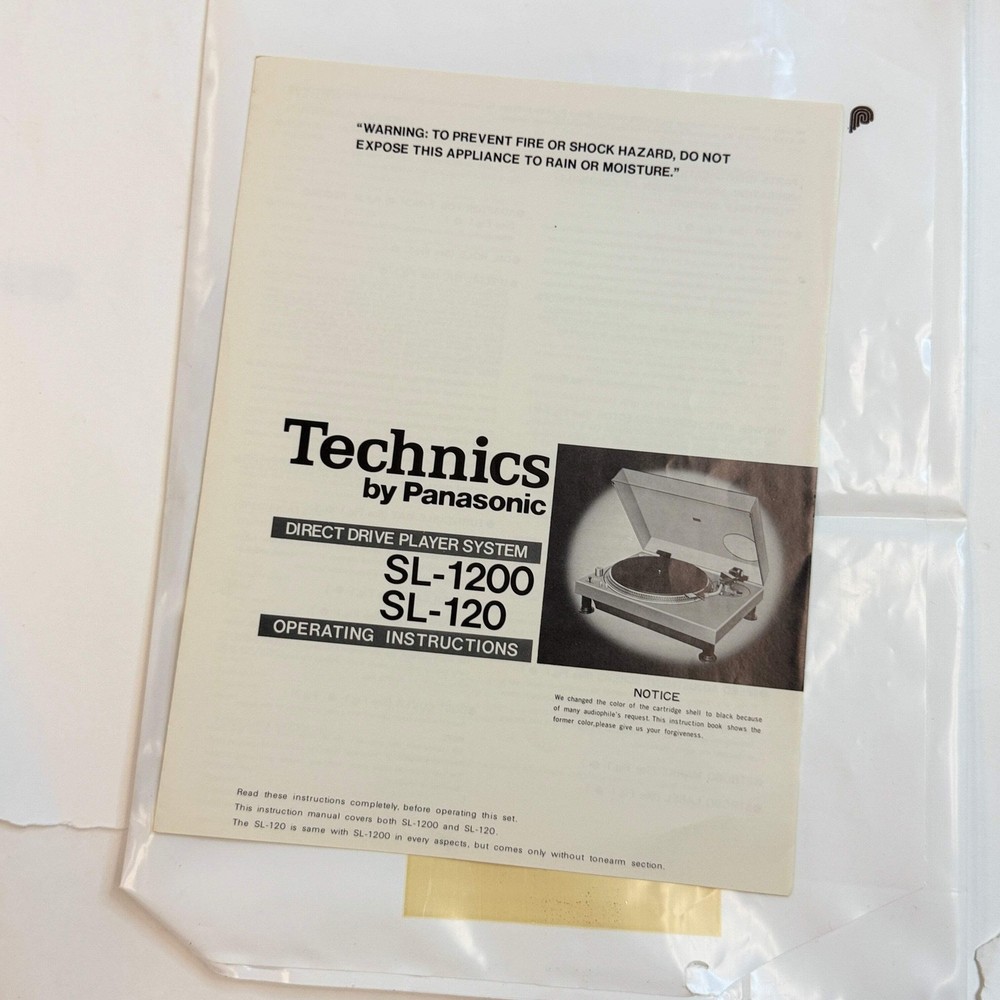 “WARNING: TO PREVENT FIRE OR SHOCK HAZARD, DO NOT
EXPOSE THIS APPLIANCE TO RAIN OR MOISTURE.”
Technics
by Panasonic
DIRECT DRIVE PLAYER SYSTEM
SL-1200
SL-120
OPERATING INSTRUCTIONS
NOTICE
We changed the color of the cartridge shell to black because
of many audiophile's request. This instruction book shows the
former color,please give us your forgiveness.
Read these instructions completely, before operating this set.
This instruction manual covers both SL-1200 and SL-120.
The SL-120 is same with SL-1200 in every aspects, but comes only without tonearm section.